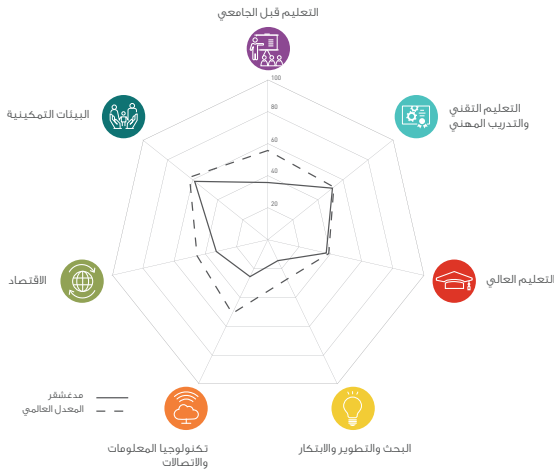 التعليم قبل الجامعي
التعليم التقني
والتدريب المهني
البيئات التمكينية
100
80
60
40
20
التعليم العالي
الاقتصاد
مدغشقر
المعدل العالمي
البحث والتطوير والابتكار
تكنولوجيا المعلومات
والاتصالات